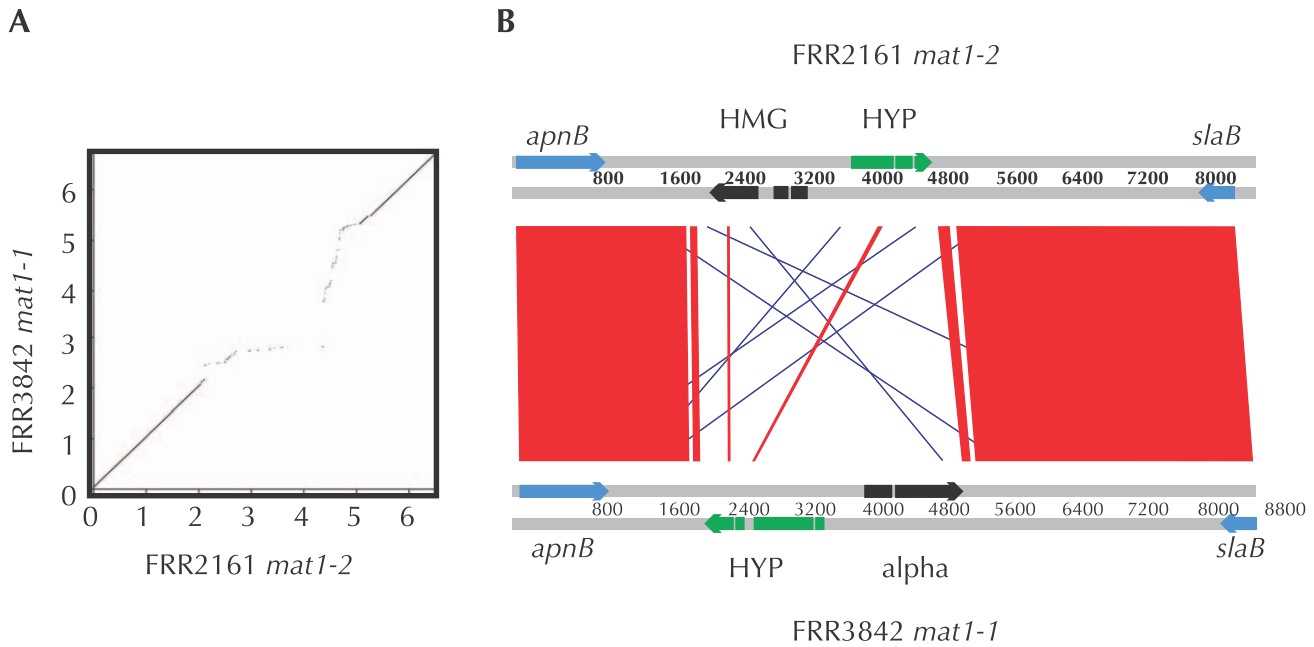 A
6
5
4
3
2
1
0
0 1 2 3 4 5 6
FRR3842 mat1-1
FRR2161 mat1-2
B
FRR2161 mat1-2
HMG HYP
apnB slaB
800 1600 2400 3200 4000 4800 5600 6400 7200 8000
800 1600 2400 3200 4000 4800 5600 6400 7200 8000 8800
apnB slaB
HYP alpha
FRR3842 mat1-1